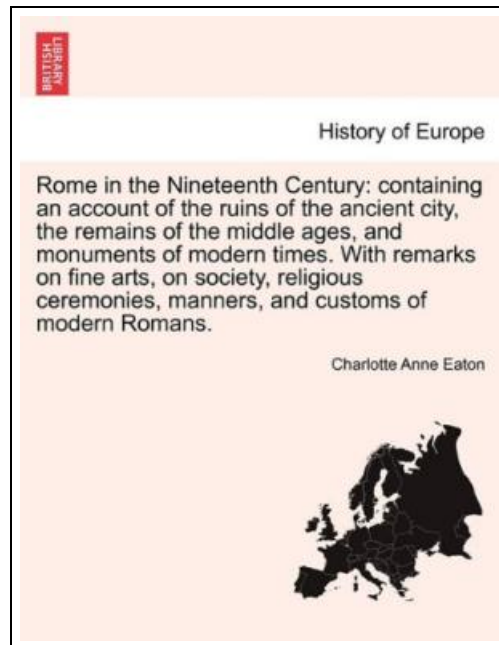 BRITISH
LIBRARY
History of Europe
Rome in the Nineteenth Century: containing
an account of the ruins of the ancient city,
the remains of the middle ages, and
monuments of modern times. With remarks
on fine arts, on society, religious
ceremonies, manners, and customs of
modern Romans.
Charlotte Anne Eaton